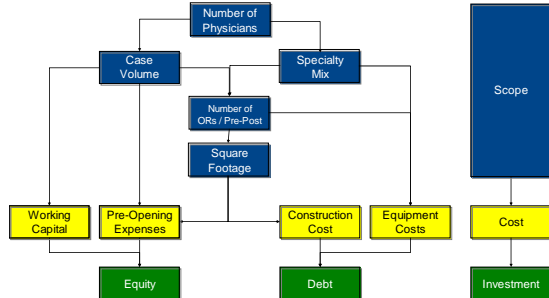 Number of
Physicians
Case
Volume
Specialty
Mix
Scope
Number of
ORs / Pre-Post
Square
Footage
Working
Capital
Pre-Opening
Expenses
Construction
Cost
Equipment
Costs
Cost
Equity
Debt
Investment